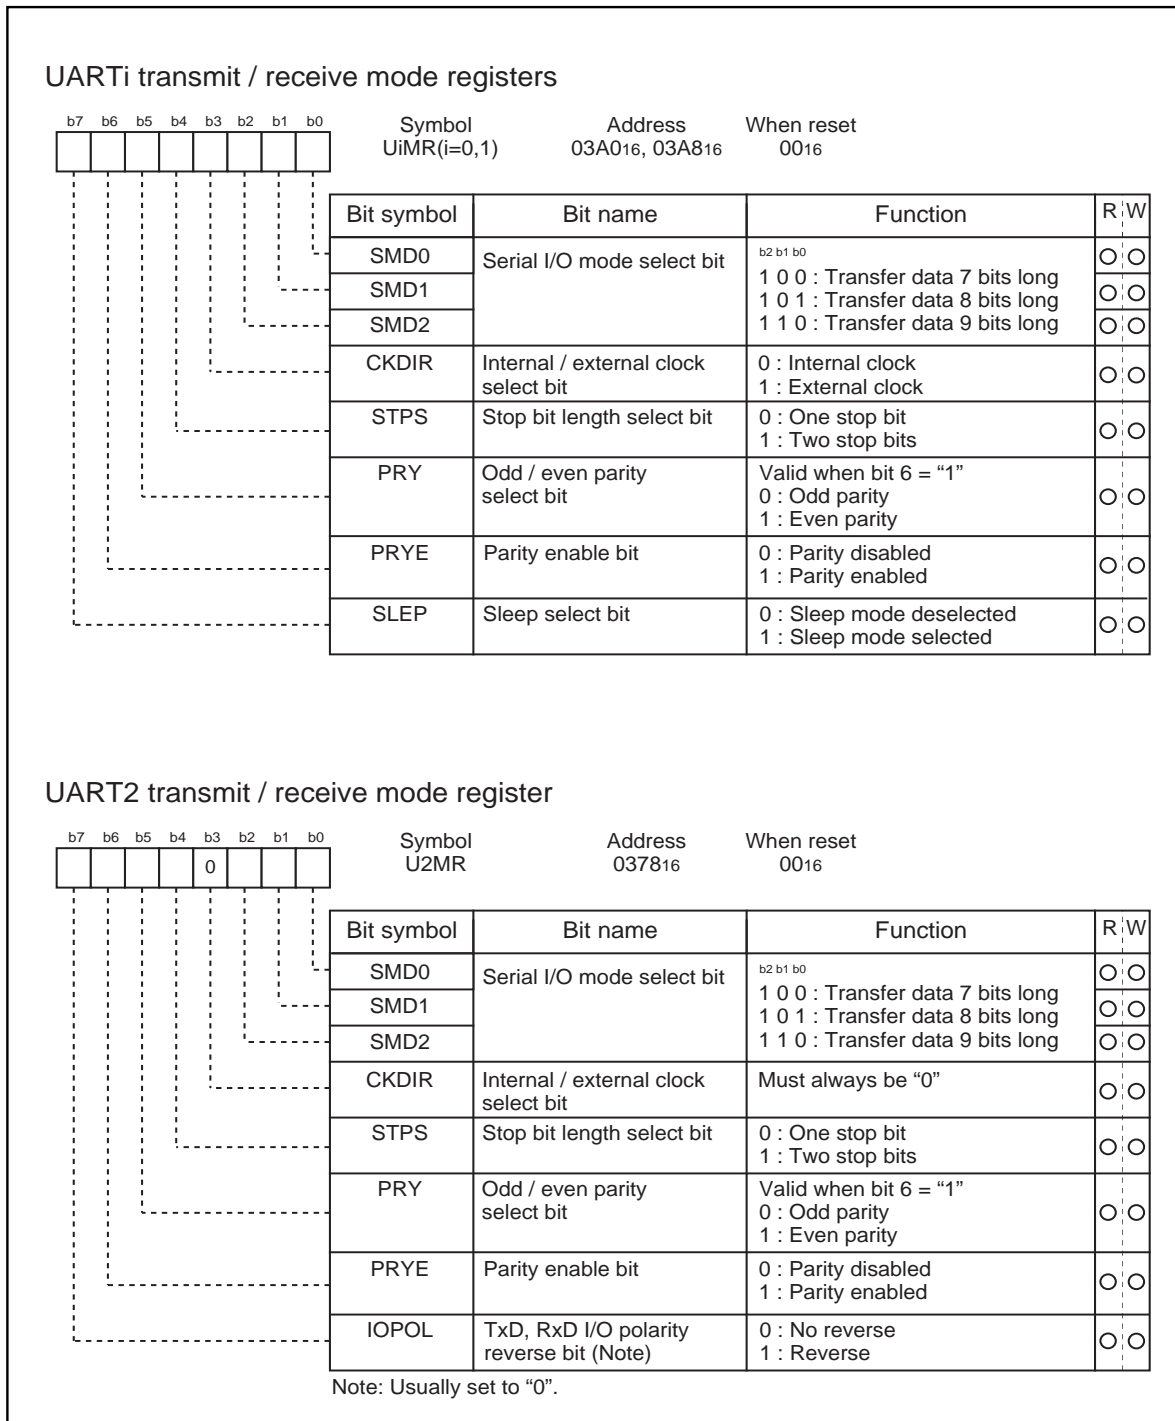 UARTi transmit / receive mode registers
b7 b6 b5 b4 b3 b2 b1 b0
Symbol Address When reset
UiMR(i=0,1) 03A016, 03A816 0016
Bit symbol Bit name Function R W
SMD0 Serial I/O mode select bit b2 b1 b0
1 0 0 : Transfer data 7 bits long
SMD1 1 0 1 : Transfer data 8 bits long
SMD2 1 1 0 : Transfer data 9 bits long
CKDIR Internal / external clock 0 : Internal clock
select bit 1 : External clock
STPS Stop bit length select bit 0 : One stop bit
1 : Two stop bits
PRY Odd / even parity Valid when bit 6 = “1”
select bit 0 : Odd parity
1 : Even parity
PRYE Parity enable bit 0 : Parity disabled
1 : Parity enabled
SLEP Sleep select bit 0 : Sleep mode deselected
1 : Sleep mode selected
UART2 transmit / receive mode register
b7 b6 b5 b4 b3 b2 b1 b0
Symbol Address When reset
0 U2MR 037816 0016
Bit symbol Bit name Function R W
SMD0 Serial I/O mode select bit b2 b1 b0
1 0 0 : Transfer data 7 bits long
SMD1 1 0 1 : Transfer data 8 bits long
SMD2 1 1 0 : Transfer data 9 bits long
CKDIR Internal / external clock Must always be “0”
select bit
STPS Stop bit length select bit 0 : One stop bit
1 : Two stop bits
PRY Odd / even parity Valid when bit 6 = “1”
select bit 0 : Odd parity
1 : Even parity
PRYE Parity enable bit 0 : Parity disabled
1 : Parity enabled
IOPOL TxD, RxD I/O polarity 0 : No reverse
reverse bit (Note) 1 : Reverse
Note: Usually set to “0”.